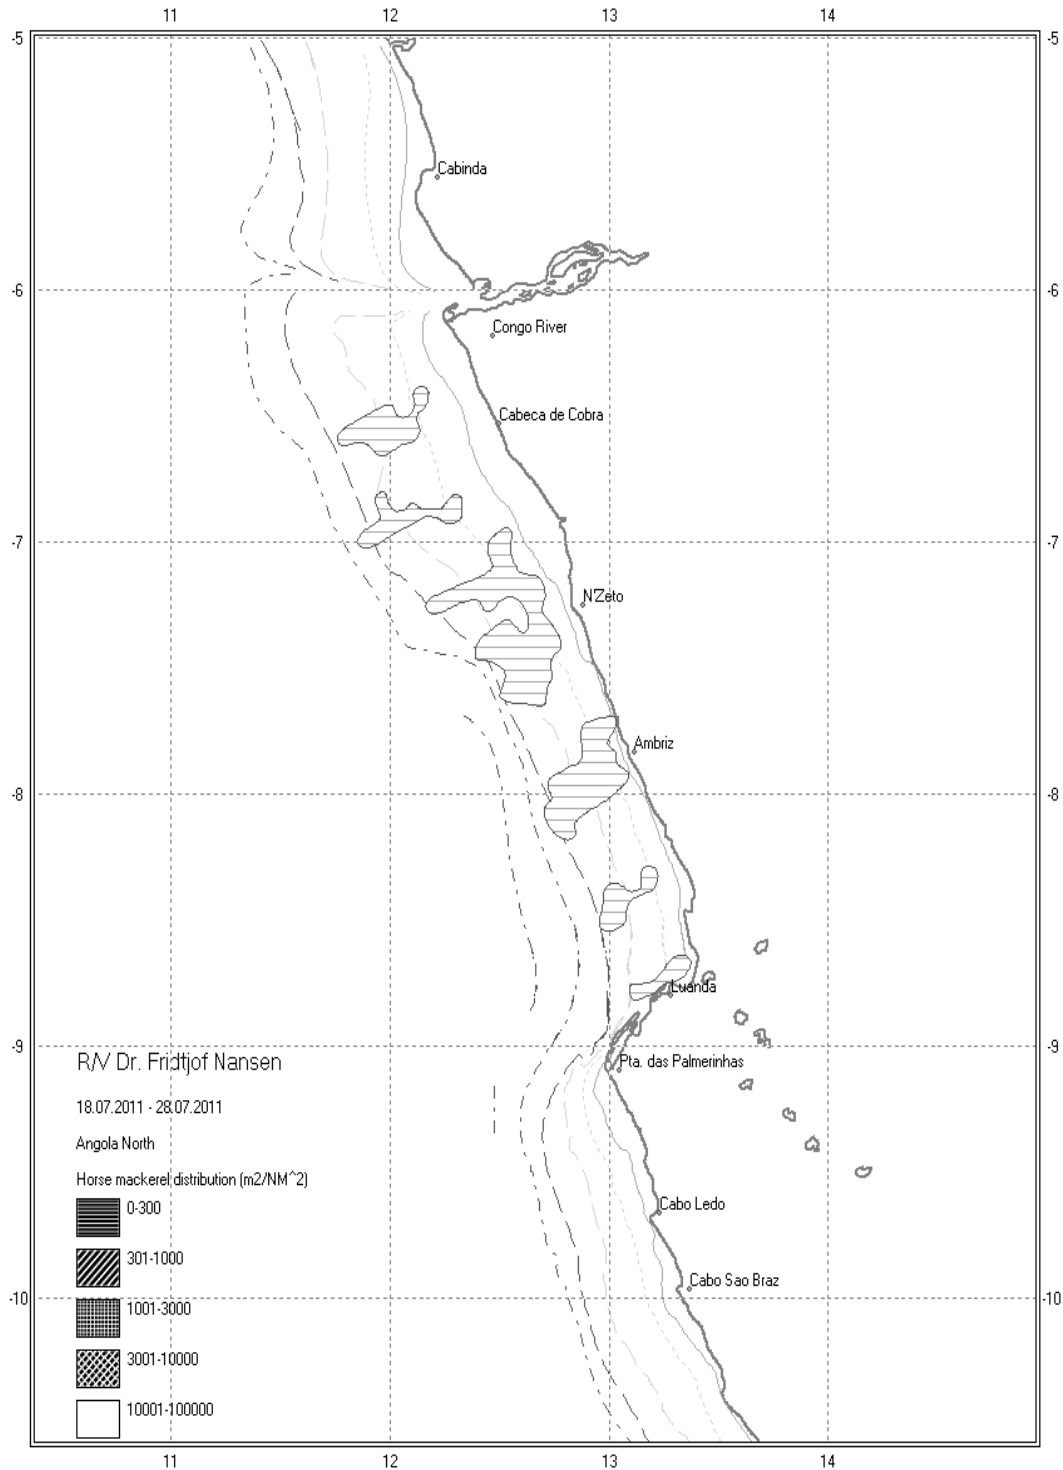 11 12 13 14
-5 -5
Cabinda
-6 -6
Congo River
Cabeca de Cobra
-7 -7
N'Zeto
Ambriz
-8 -8
Luanda
-9 -9
Pta. das Palmerinhas
R/V Dr. Fridtjof Nansen
18.07.2011 - 28.07.2011
Angola North
Horse mackerel distribution (m2/NM^2)
Cabo Ledo
0-300
301-1000
Cabo Sao Braz
-10 -10
1001-3000
3001-10000
10001-100000
11 12 13 14